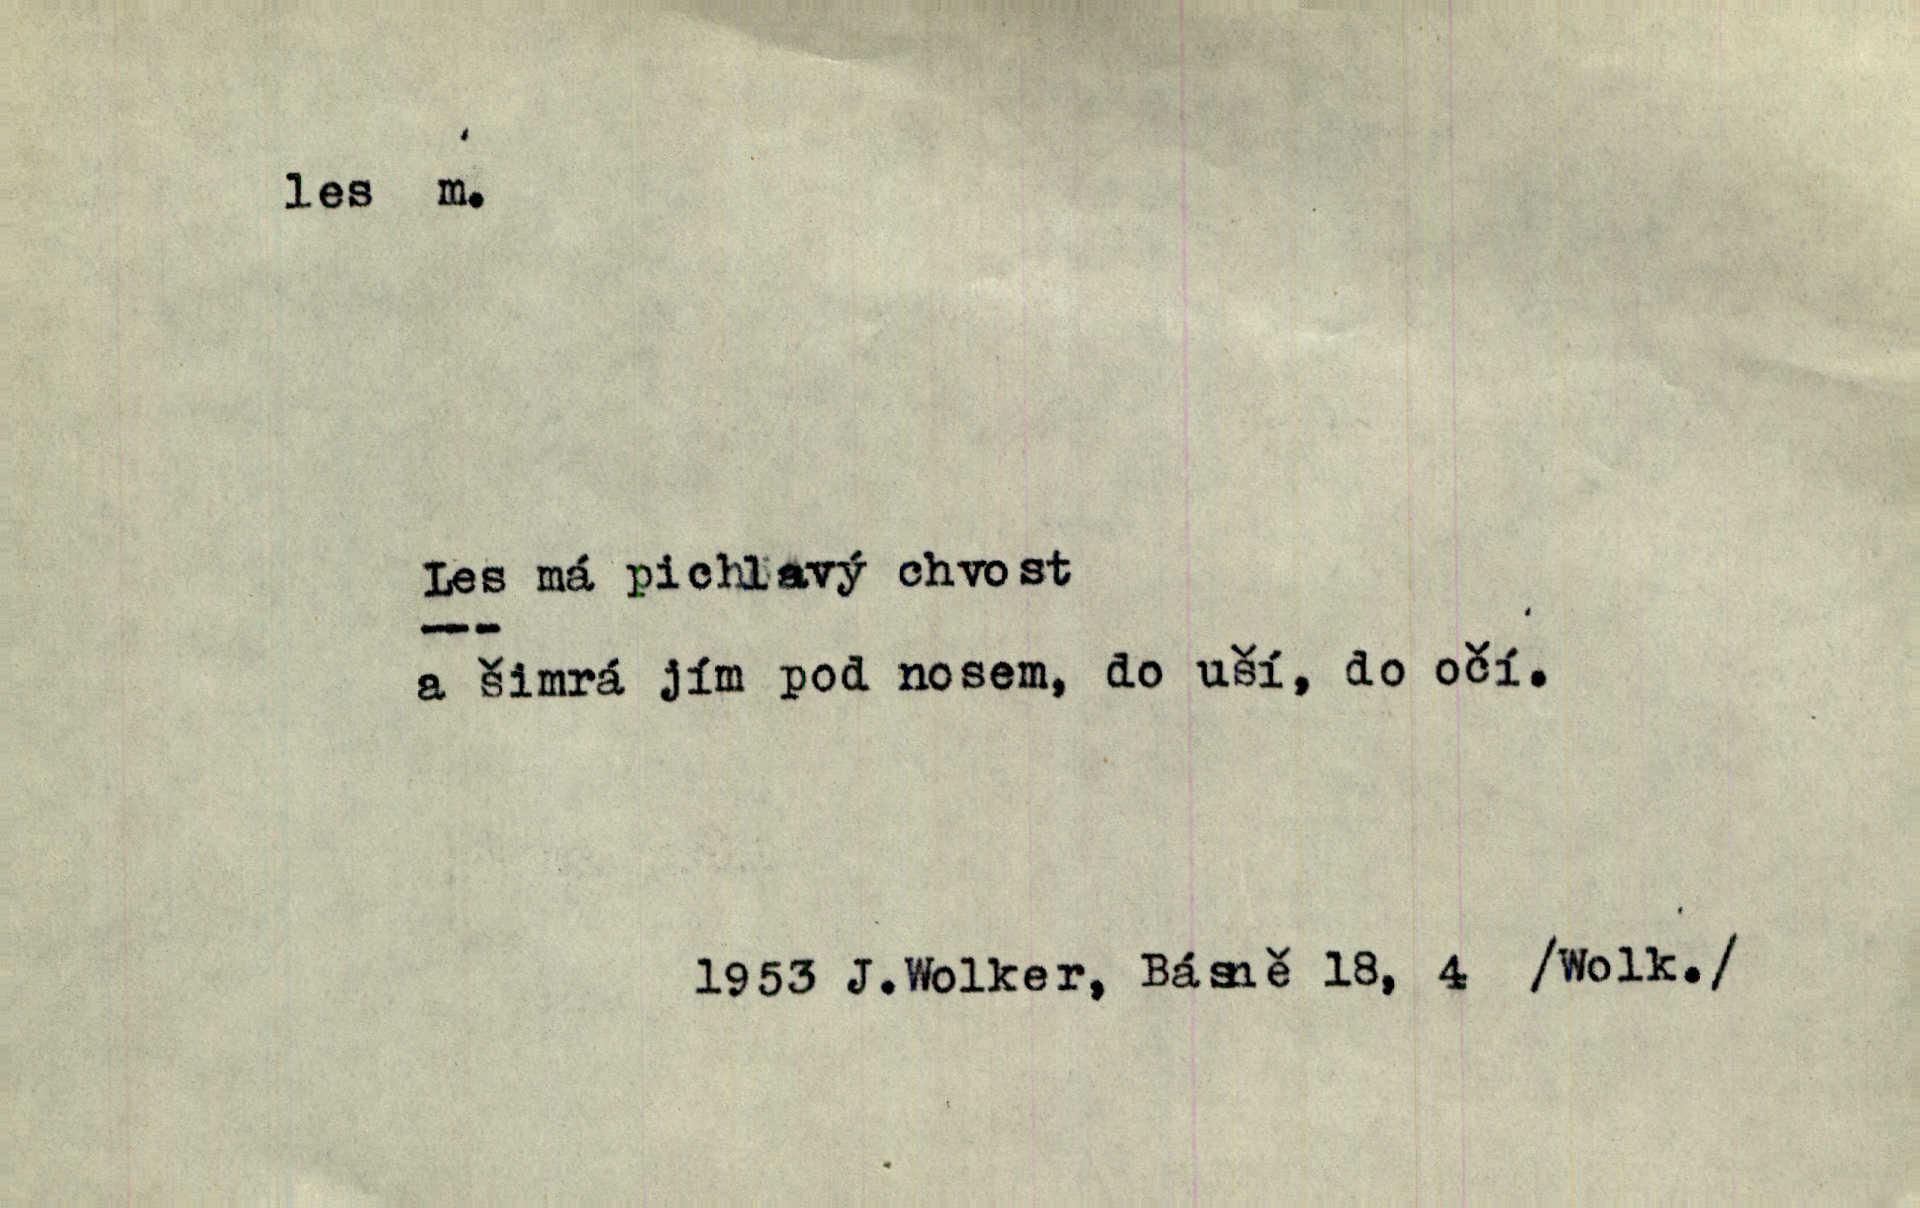 les m.
Les má pichlavý chvost
a šimrá jím pod nosem, do uší, do očí.
1953 J.Wolker, Básně 18, 4 /Wolk./